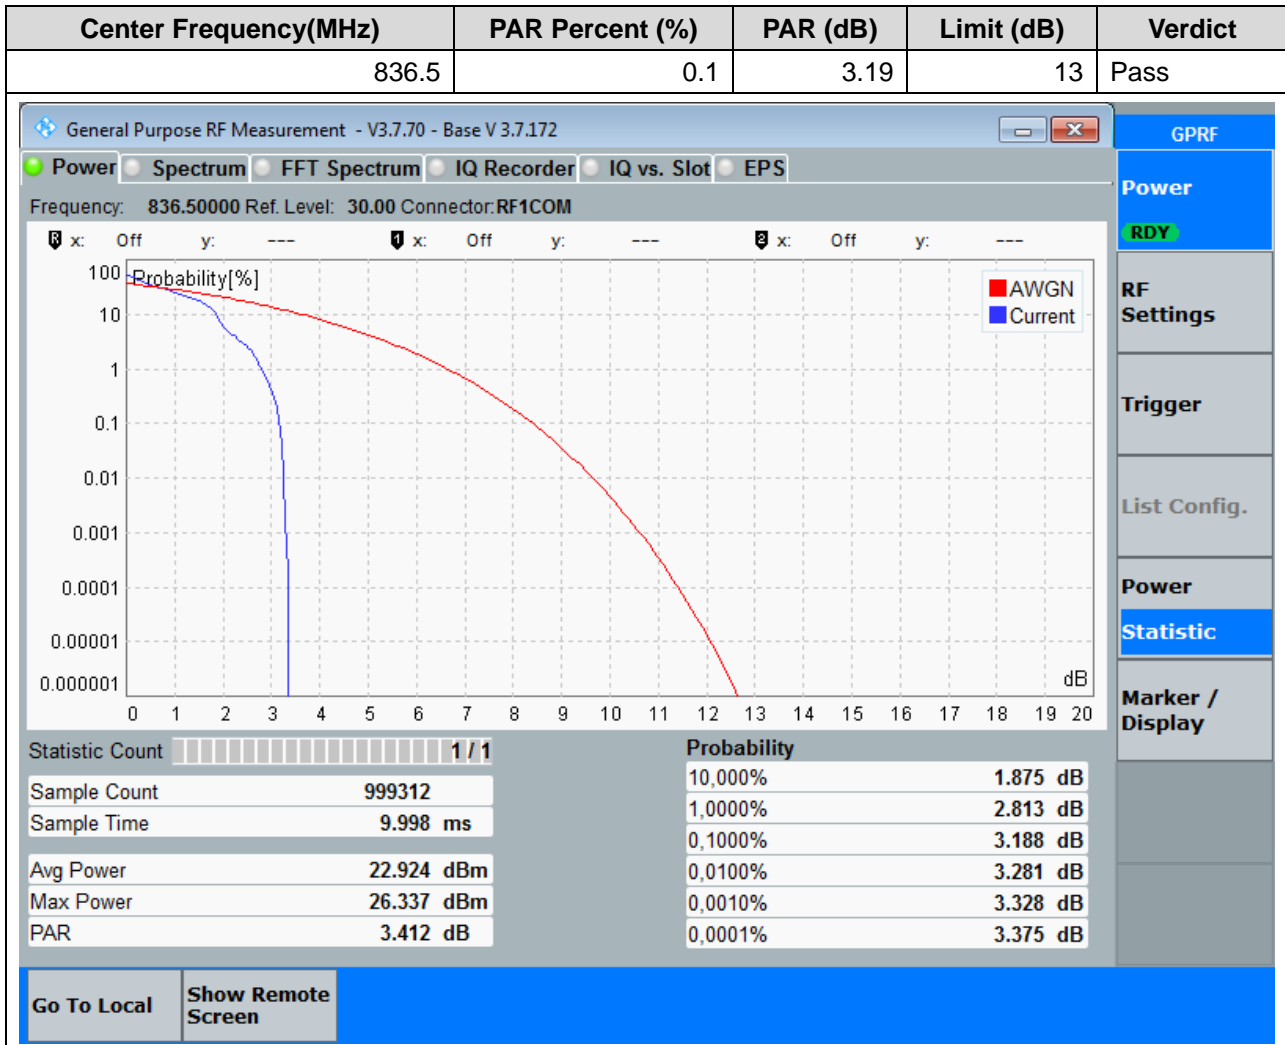 Center Frequency(MHz) PAR Percent (%) PAR (dB) Limit (dB) Verdict
836.5 0.1 3.19 13 Pass
General Purpose RF Measurement - V3.7.70 - Base V 3.7.172
GPRF
Power Spectrum FFT Spectrum IQ Recorder IQ vs. Slot EPS
Frequency: 836.50000 Ref. Level: 30.00 Connector: RF1COM
R x: Off y: --- 1 x: Off y: --- 2 x: Off y: ---
Probability[%]
100
10
1
0.1
0.01
0.001
0.0001
0.00001
0.000001
AWGN
Current
dB
0 1 2 3 4 5 6 7 8 9 10 11 12 13 14 15 16 17 18 19 20
Statistic Count 1 / 1
Sample Count 999312
Sample Time 9.998 ms
Avg Power 22.924 dBm
Max Power 26.337 dBm
PAR 3.412 dB
Probability
10,000% 1.875 dB
1,0000% 2.813 dB
0,1000% 3.188 dB
0,0100% 3.281 dB
0,0010% 3.328 dB
0,0001% 3.375 dB
Power
RDY
RF
Settings
Trigger
List Config.
Power
Statistic
Marker /
Display
Go To Local
Show Remote
Screen